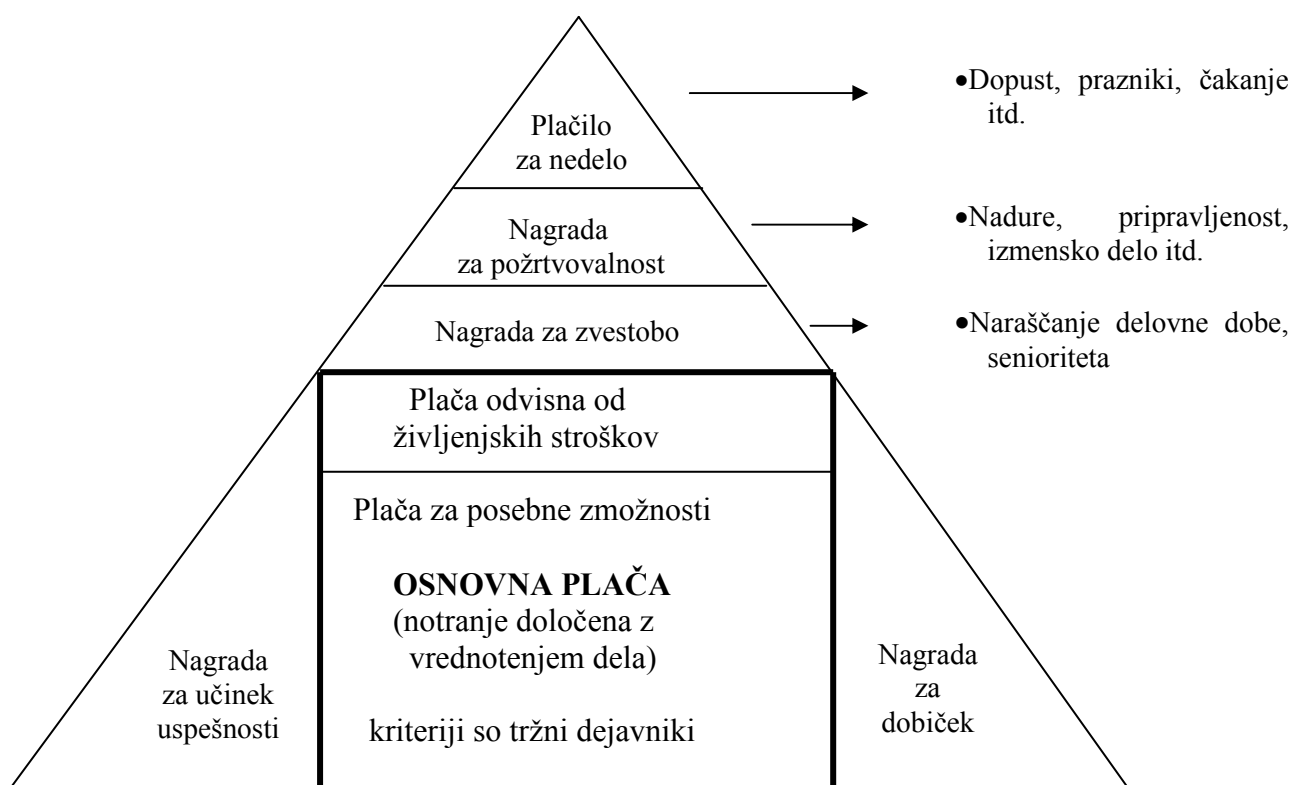 Plačilo
za nedelo
•Dopust, prazniki, čakanje
itd.
Nagrada
za požrtvovalnost
•Nadure, pripravljenost,
izmensko delo itd.
Nagrada za zvestobo
•Naraščanje delovne dobe,
senioriteta
Plača odvisna od
življenjskih stroškov
Plača za posebne zmožnosti
OSNOVNA PLAČA
(notranje določena z
vrednotenjem dela)
kriteriji so tržni dejavniki
Nagrada
za učinek
uspešnosti
Nagrada
za
dobiček